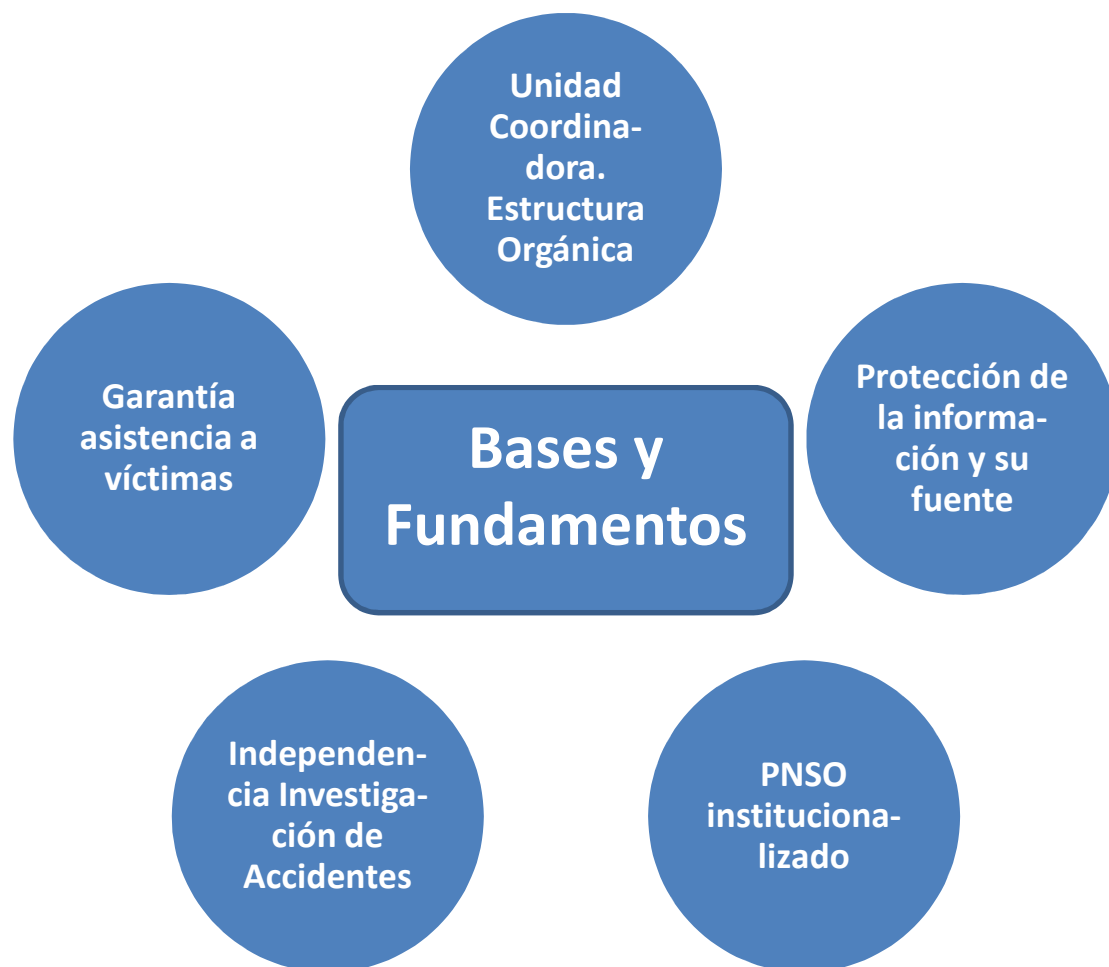 Unidad
Coordina-
dora.
Estructura
Orgánica
Garantía
asistencia a
víctimas
Bases y
Fundamentos
Protección de
la informa-
ción y su
fuente
Independen-
cia Investiga-
ción de
Accidentes
PNSO
instituciona-
lizado